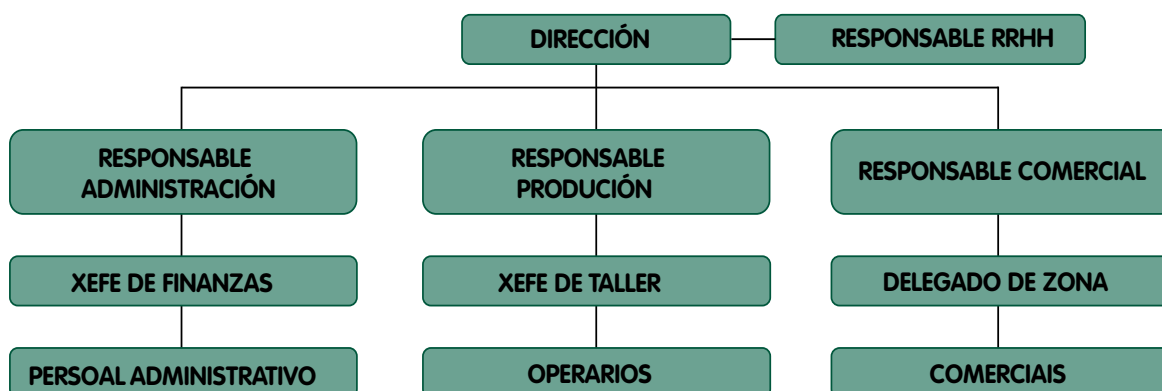 DIRECCIÓN
RESPONSABLE RRHH
RESPONSABLE
ADMINISTRACIÓN
RESPONSABLE
PRODUCIÓN
RESPONSABLE COMERCIAL
XEFE DE FINANZAS
XEFE DE TALLER
DELEGADO DE ZONA
PERSOAL ADMINISTRATIVO
OPERARIOS
COMERCIAIS